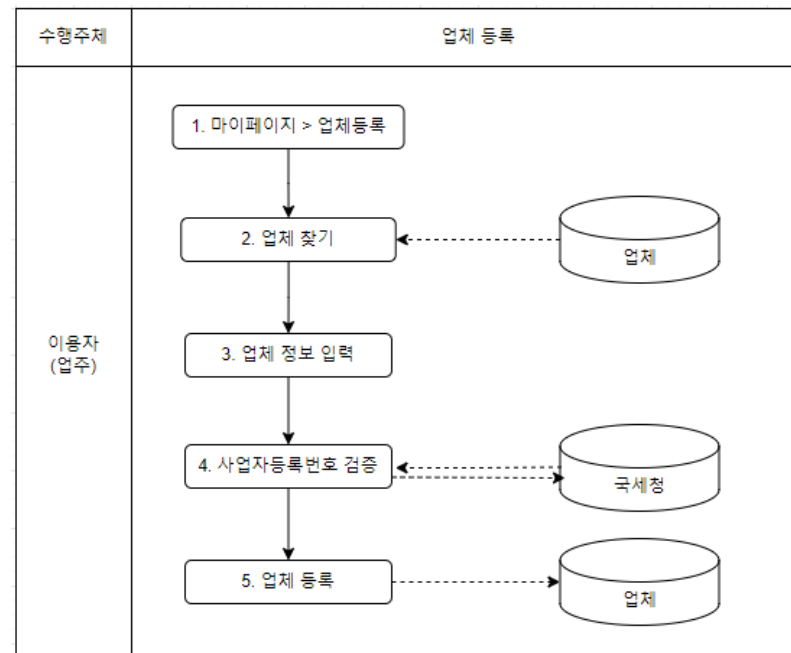 수행주체
업체 등록
1. 마이페이지 > 업체등록
2. 업체 찾기
업체
3. 업체 정보 입력
이용자
(업주)
4. 사업자등록번호 검증
국세청
5. 업체 등록
업체